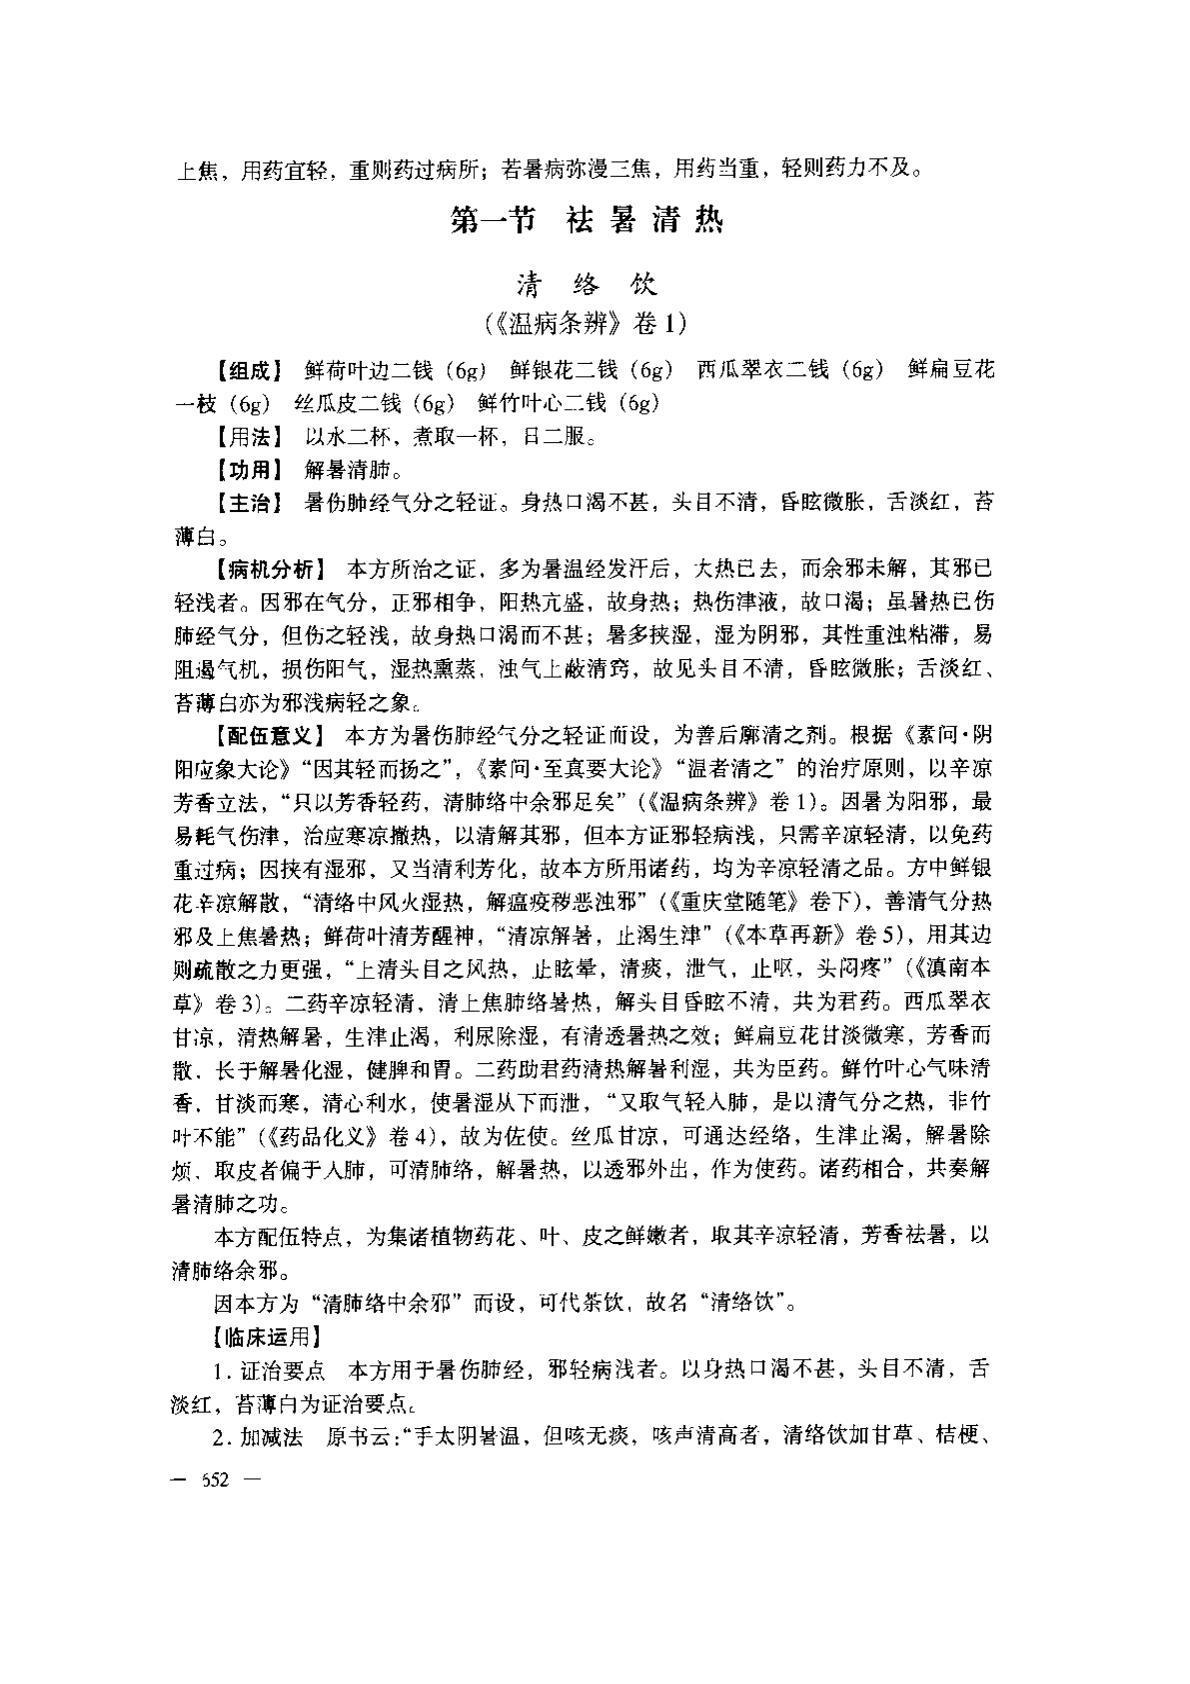 上焦，用药宜轻，重则药过病所；若暑病弥漫三焦，用药当重，轻则药力不及。
第一节 祛暑清热
清络饮
（《温病条辨》卷1）
【组成】 鲜荷叶边二钱（6g） 鲜银花二钱（6g） 西瓜翠衣二钱（6g） 鲜扁豆花
一枝（6g） 丝瓜皮二钱（6g） 鲜竹叶心二钱（6g）
【用法】 以水二杯，煮取一杯，日二服。
【功用】 解暑清肺。
【主治】 暑伤肺经气分之轻证。身热口渴不甚，头目不清，昏眩微胀，舌淡红，苔
薄白。
【病机分析】 本方所治之证，多为暑温经发汗后，大热已去，而余邪未解，其邪已
轻浅者。因邪在气分，正邪相争，阳热亢盛，故身热；热伤津液，故口渴；虽暑热已伤
肺经气分，但伤之轻浅，故身热口渴而不甚；暑多挟湿，湿为阴邪，其性重浊粘滞，易
阻遏气机，损伤阳气，湿热熏蒸，浊气上蔽清窍，故见头目不清，昏眩微胀；舌淡红、
苔薄白亦为邪浅病轻之象。
【配伍意义】 本方为暑伤肺经气分之轻证而设，为善后廓清之剂。根据《素问·阴
阳应象大论》“因其轻而扬之”，《素问·至真要大论》“温者清之”的治疗原则，以辛凉
芳香立法，“只以芳香轻药，清肺络中余邪足矣”（《温病条辨》卷1）。因暑为阳邪，最
易耗气伤津，治应寒凉撤热，以清解其邪，但本方证邪轻病浅，只需辛凉轻清，以免药
重过病；因挟有湿邪，又当清利芳化，故本方所用诸药，均为辛凉轻清之品。方中鲜银
花辛凉解散，“清络中风火湿热，解瘟疫秽恶浊邪”（《重庆堂随笔》卷下），善清气分热
邪及上焦暑热；鲜荷叶清芳醒神，“清凉解暑，止渴生津”（《本草再新》卷5），用其边
则疏散之力更强，“上清头目之风热，止眩晕，清痰，泄气，止呕，头闷疼”（《滇南本
草》卷3）。二药辛凉轻清，清上焦肺络暑热，解头目昏眩不清，共为君药。西瓜翠衣
甘凉，清热解暑，生津止渴，利尿除湿，有清透暑热之效；鲜扁豆花甘淡微寒，芳香而
散，长于解暑化湿，健脾和胃。二药助君药清热解暑利湿，共为臣药。鲜竹叶心气味清
香，甘淡而寒，清心利水，使暑湿从下而泄，“又取气轻入肺，是以清气分之热，非竹
叶不能”（《药品化义》卷4），故为佐使。丝瓜甘凉，可通达经络，生津止渴，解暑除
烦，取皮者偏于入肺，可清肺络，解暑热，以透邪外出，作为使药。诸药相合，共奏解
暑清肺之功。
本方配伍特点，为集诸植物药花、叶、皮之鲜嫩者，取其辛凉轻清，芳香祛暑，以
清肺络余邪。
因本方为“清肺络中余邪”而设，可代茶饮，故名“清络饮”。
【临床运用】
1. 证治要点 本方用于暑伤肺经，邪轻病浅者。以身热口渴不甚，头目不清，舌
淡红，苔薄白为证治要点。
2. 加减法 原书云：“手太阴暑温，但咳无痰，咳声清高者，清络饮加甘草、桔梗、
— 652 —